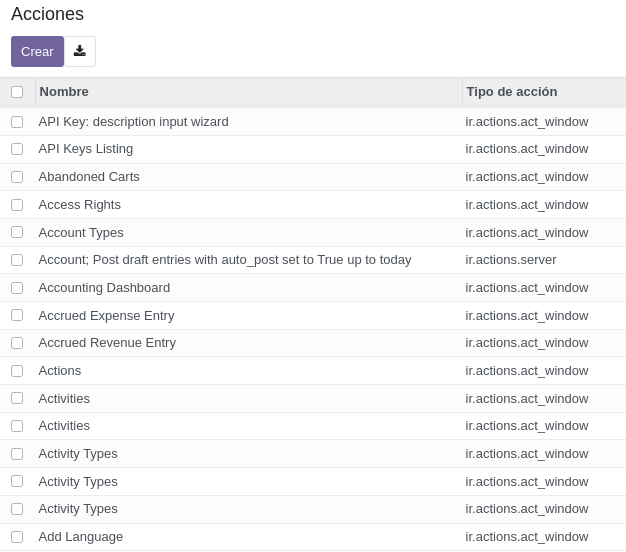 Acciones
Crear
Nombre Tipo de acción
API Key: description input wizard ir.actions.act_window
API Keys Listing ir.actions.act_window
Abandoned Carts ir.actions.act_window
Access Rights ir.actions.act_window
Account Types ir.actions.act_window
Account; Post draft entries with auto_post set to True up to today ir.actions.server
Accounting Dashboard ir.actions.act_window
Accrued Expense Entry ir.actions.act_window
Accrued Revenue Entry ir.actions.act_window
Actions ir.actions.act_window
Activities ir.actions.act_window
Activities ir.actions.act_window
Activity Types ir.actions.act_window
Activity Types ir.actions.act_window
Activity Types ir.actions.act_window
Add Language ir.actions.act_window